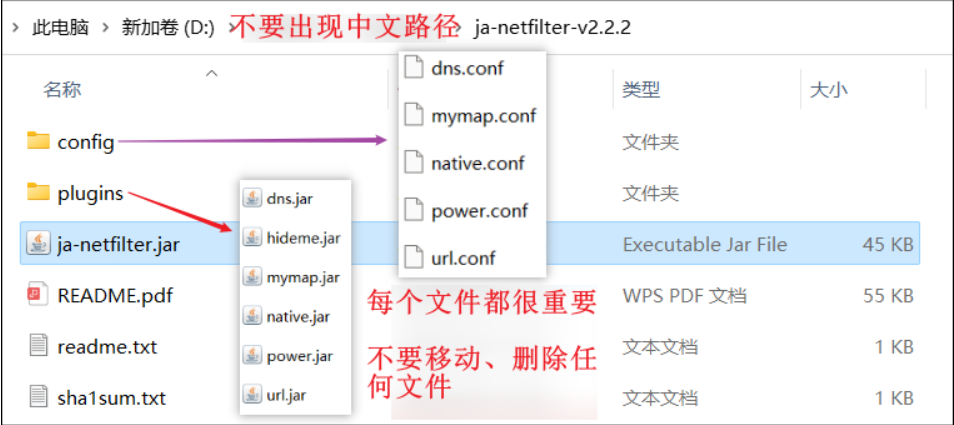 此电脑 › 新加卷 (D:) › 不要出现中文路径 › ja-netfilter-v2.2.2
名称 类型 大小
config 文件夹
plugins 文件夹
ja-netfilter.jar Executable Jar File 45 KB
README.pdf WPS PDF 文档 55 KB
readme.txt 文本文档 1 KB
sha1sum.txt 文本文档 1 KB
dns.jar
hideme.jar
mymap.jar
native.jar
power.jar
url.jar
dns.conf
mymap.conf
native.conf
power.conf
url.conf
每个文件都很重要
不要移动、删除任
何文件